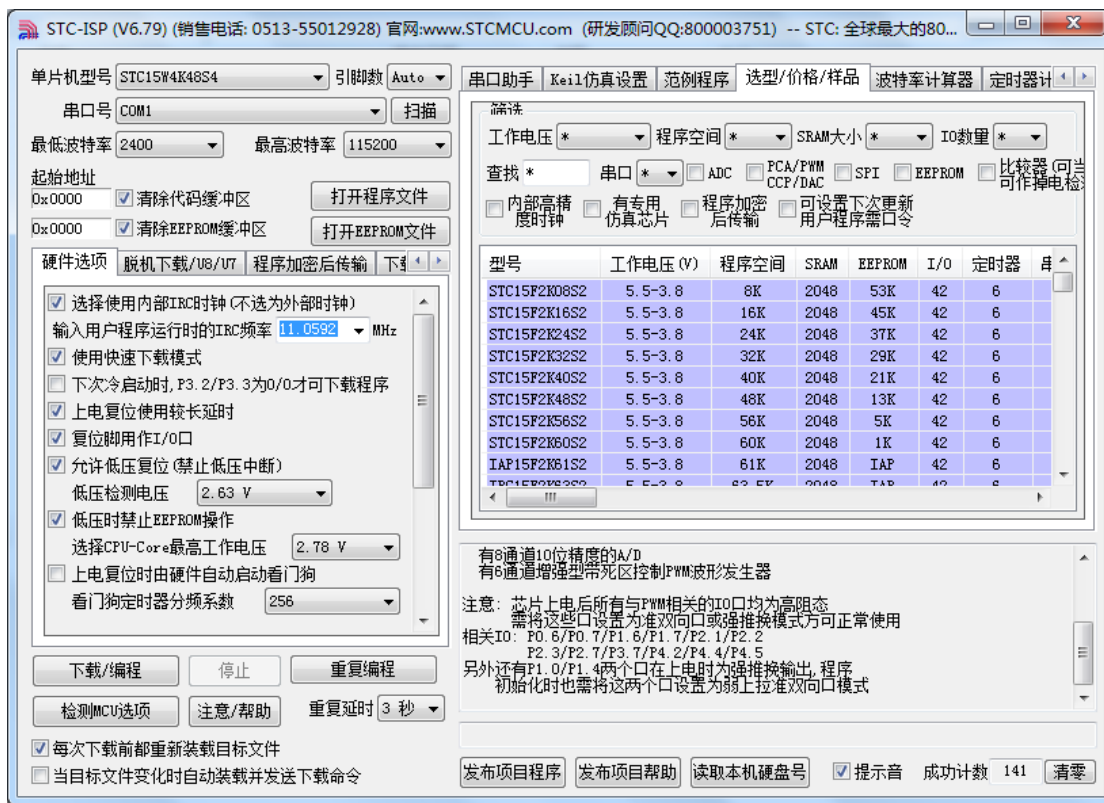 STC-ISP (V6.79) (销售电话: 0513-55012928) 官网:www.STCMCU.com (研发顾问QQ:800003751) -- STC: 全球最大的80...
单片机型号 STC15W4K48S4 引脚数 Auto
串口号 COM1 扫描
最低波特率 2400 最高波特率 115200
起始地址
0x0000 清除代码缓冲区 打开程序文件
0x0000 清除EEPROM缓冲区 打开EEPROM文件
硬件选项 脱机下载/U8/U7 程序加密后传输
选择使用内部IRC时钟(不选为外部时钟)
输入用户程序运行时的IRC频率 11.0592 MHz
使用快速下载模式
下次冷启动时,P3.2/P3.3为0/0才可下载程序
上电复位使用较长延时
复位脚用作I/O口
允许低压复位(禁止低压中断)
低压检测电压 2.63 V
低压时禁止EEPROM操作
选择CPU-Core最高工作电压 2.78 V
上电复位时由硬件自动启动看门狗
看门狗定时器分频系数 256
下载/编程 停止 重复编程
检测MCU选项 注意/帮助 重复延时 3 秒
每次下载前都重新装载目标文件
当目标文件变化时自动装载并发送下载命令
串口助手 Keil仿真设置 范例程序 选型/价格/样品 波特率计算器 定时器计
筛选
工作电压 * 程序空间 * SRAM大小 * IO数量 *
查找 * 串口 * ADC PCA/PWM CCP/DAC SPI EEPROM 比较器(可当 可作掉电检
内部高精度时钟 有专用仿真芯片 程序加密后传输 可设置下次更新用户程序需口令
型号 工作电压(V) 程序空间 SRAM EEPROM I/O 定时器 串
STC15F2K08S2 5.5-3.8 8K 2048 53K 42 6
STC15F2K16S2 5.5-3.8 16K 2048 45K 42 6
STC15F2K24S2 5.5-3.8 24K 2048 37K 42 6
STC15F2K32S2 5.5-3.8 32K 2048 29K 42 6
STC15F2K40S2 5.5-3.8 40K 2048 21K 42 6
STC15F2K48S2 5.5-3.8 48K 2048 13K 42 6
STC15F2K56S2 5.5-3.8 56K 2048 5K 42 6
STC15F2K60S2 5.5-3.8 60K 2048 1K 42 6
IAP15F2K61S2 5.5-3.8 61K 2048 IAP 42 6
有8通道10位精度的A/D
有6通道增强型带死区控制PWM波形发生器
注意: 芯片上电后所有与PWM相关的IO口均为高阻态
需将这些口设置为准双向口或强推挽模式方可正常使用
相关IO: P0.6/P0.7/P1.6/P1.7/P2.1/P2.2
P2.3/P2.7/P3.7/P4.2/P4.4/P4.5
另外还有P1.0/P1.4两个口在上电时为强推挽输出,程序
初始化时也需将这两个口设置为弱上拉准双向口模式
发布项目程序 发布项目帮助 读取本机硬盘号 提示音 成功计数 141 清零